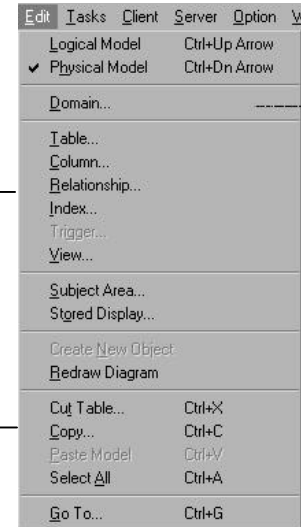 Edit Tasks Client Server Option V
Logical Model Ctrl+Up Arrow
✔ Physical Model Ctrl+Dn Arrow
Domain...
Table...
Column...
Relationship...
Index...
Trigger...
View...
Subject Area...
Stored Display...
Create New Object
Redraw Diagram
Cut Table... Ctrl+X
Copy... Ctrl+C
Paste Model Ctrl+V
Select All Ctrl+A
Go To... Ctrl+G